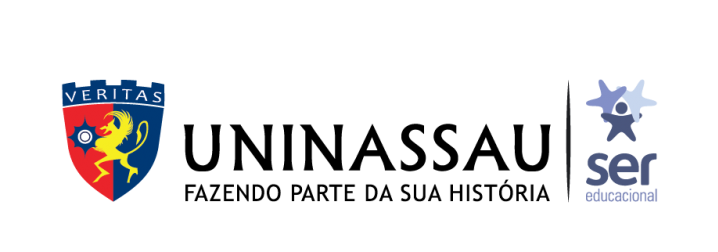 VERITAS
UNINASSAU
FAZENDO PARTE DA SUA HISTÓRIA
ser
educacional